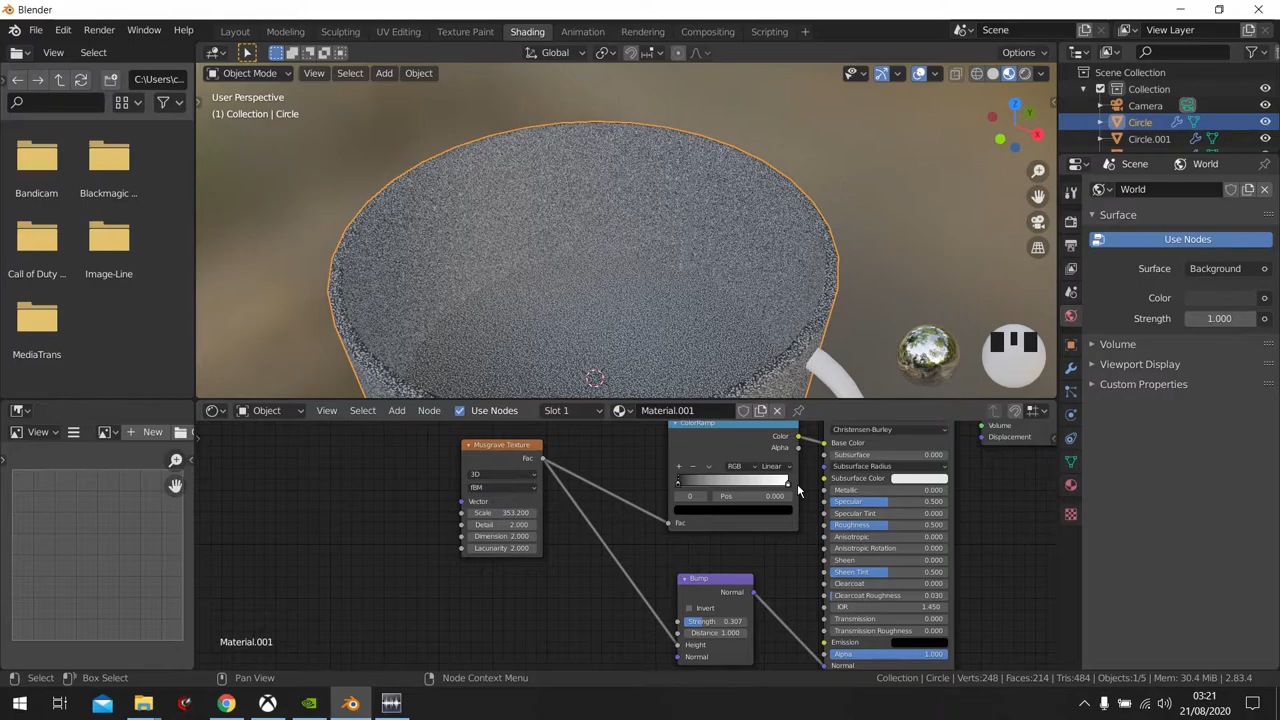 Blender
File Edit Render Window Help
Layout Modeling Sculpting UV Editing Texture Paint Shading Animation Rendering Compositing Scripting +
Scene
View Layer
View Select
Global
Options
C:\Users\c...
Object Mode View Select Add Object
User Perspective
(1) Collection | Circle
Z
Y
X
Scene Collection
Collection
Camera
Circle
Circle.001
Scene > World
World
Surface
Use Nodes
Surface Background
Color
Strength 1.000
Volume
Viewport Display
Custom Properties
Bandicam
Blackmagic ...
Call of Duty ...
Image-Line
MediaTrans
View
+ New
Object View Select Add Node Use Nodes Slot 1 Material.001
Musgrave Texture
Fac
3D
fBM
Vector
Scale 353.200
Detail 2.000
Dimension 2.000
Lacunarity 2.000
ColorRamp
Color
Alpha
RGB Linear
0 Pos 0.000
Fac
Bump
Normal
Invert
Strength 0.307
Distance 1.000
Height
Normal
Christensen-Burley
Base Color
Subsurface 0.000
Subsurface Radius
Subsurface Color
Metallic 0.000
Specular 0.500
Specular Tint 0.000
Roughness 0.500
Anisotropic 0.000
Anisotropic Rotation 0.000
Sheen 0.000
Sheen Tint 0.500
Clearcoat 0.000
Clearcoat Roughness 0.030
IOR 1.450
Transmission 0.000
Transmission Roughness 0.000
Emission
Alpha 1.000
Normal
Volume
Displacement
Material.001
Select Box Select Pan View Node Context Menu
Collection | Circle | Verts:248 | Faces:214 | Tris:484 | Objects:1/5 | Mem: 30.4 MiB | 2.83.4
03:21
21/08/2020